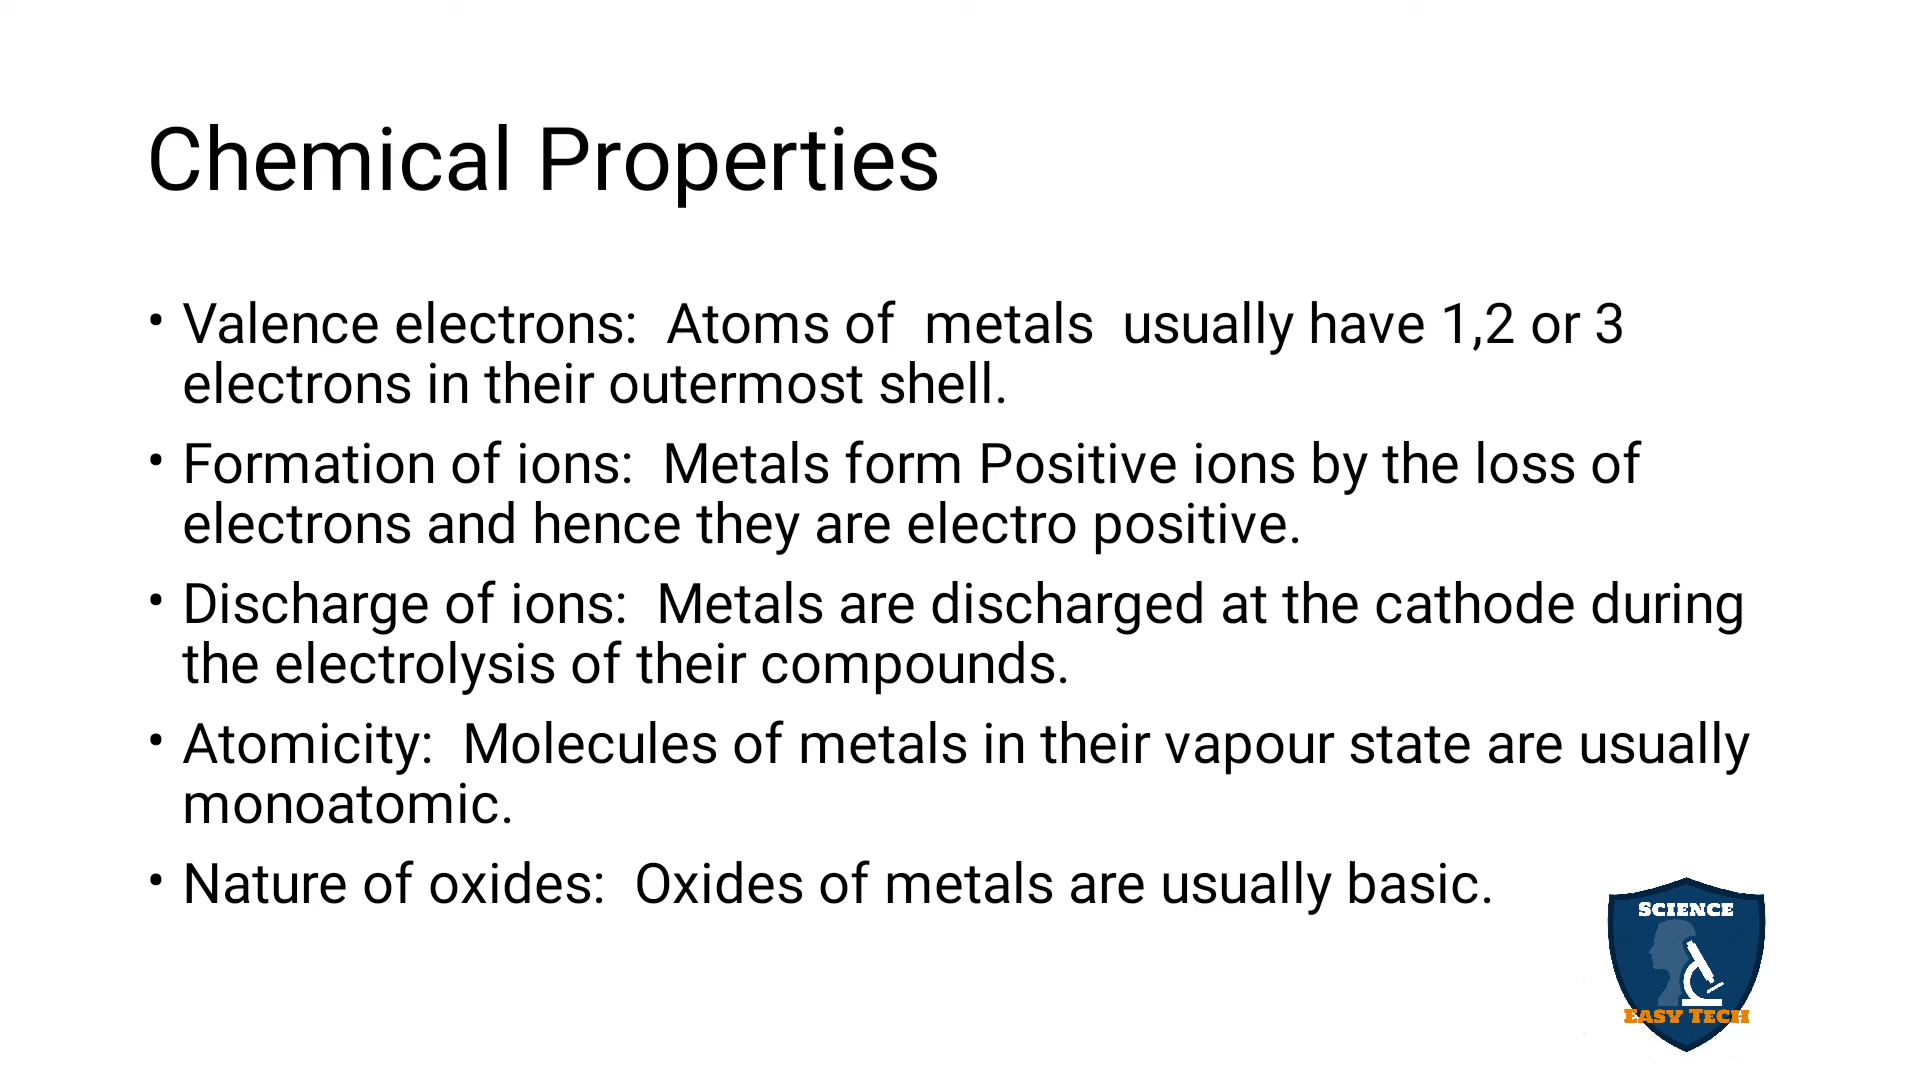 Chemical Properties
• Valence electrons:  Atoms of  metals  usually have 1,2 or 3
electrons in their outermost shell.
• Formation of ions:  Metals form Positive ions by the loss of
electrons and hence they are electro positive.
• Discharge of ions:  Metals are discharged at the cathode during
the electrolysis of their compounds.
• Atomicity:  Molecules of metals in their vapour state are usually
monoatomic.
• Nature of oxides:  Oxides of metals are usually basic.
SCIENCE
EASY TECH